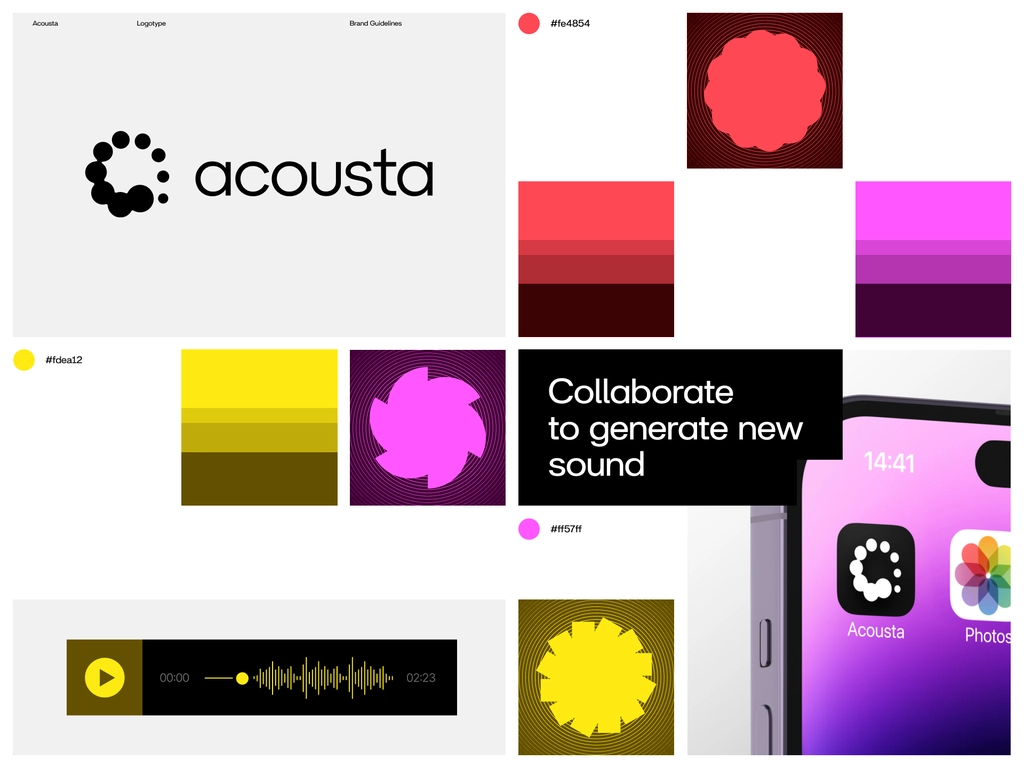 Acousta
Logotype
Brand Guidelines
acousta
#fe4854
#fdea12
Collaborate
to generate new
sound
14:41
Acousta
Photos
#ff57ff
00:00
02:23